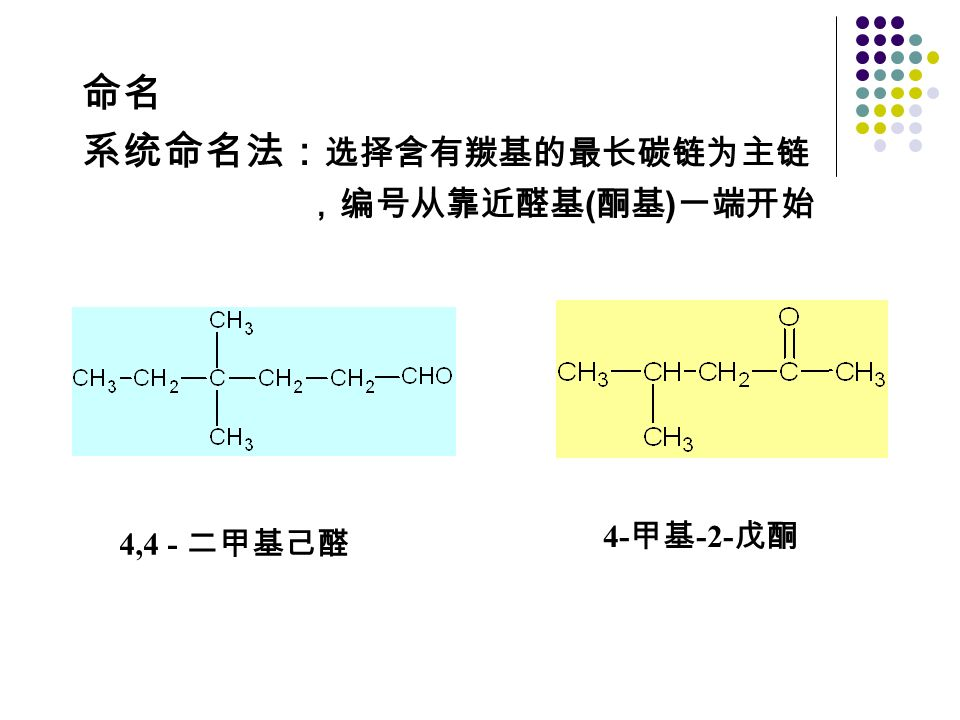 命名
系统命名法：选择含有羰基的最长碳链为主链
，编号从靠近醛基(酮基)一端开始
CH3
CH3—CH2—C—CH2—CH2—CHO
CH3
O
CH3—CH—CH2—C—CH3
CH3
4,4 - 二甲基己醛
4-甲基-2-戊酮